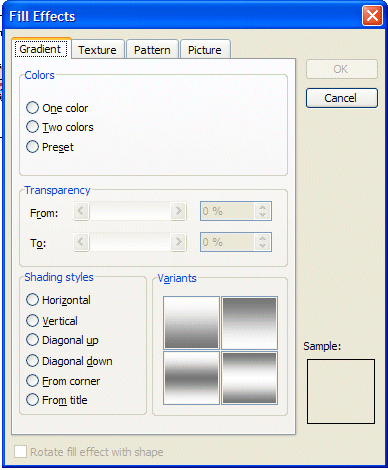 Fill Effects
Gradient Texture Pattern Picture
OK
Cancel
Colors
One color
Two colors
Preset
Transparency
From: 0 %
To: 0 %
Shading styles
Horizontal
Vertical
Diagonal up
Diagonal down
From corner
From title
Variants
Sample:
Rotate fill effect with shape